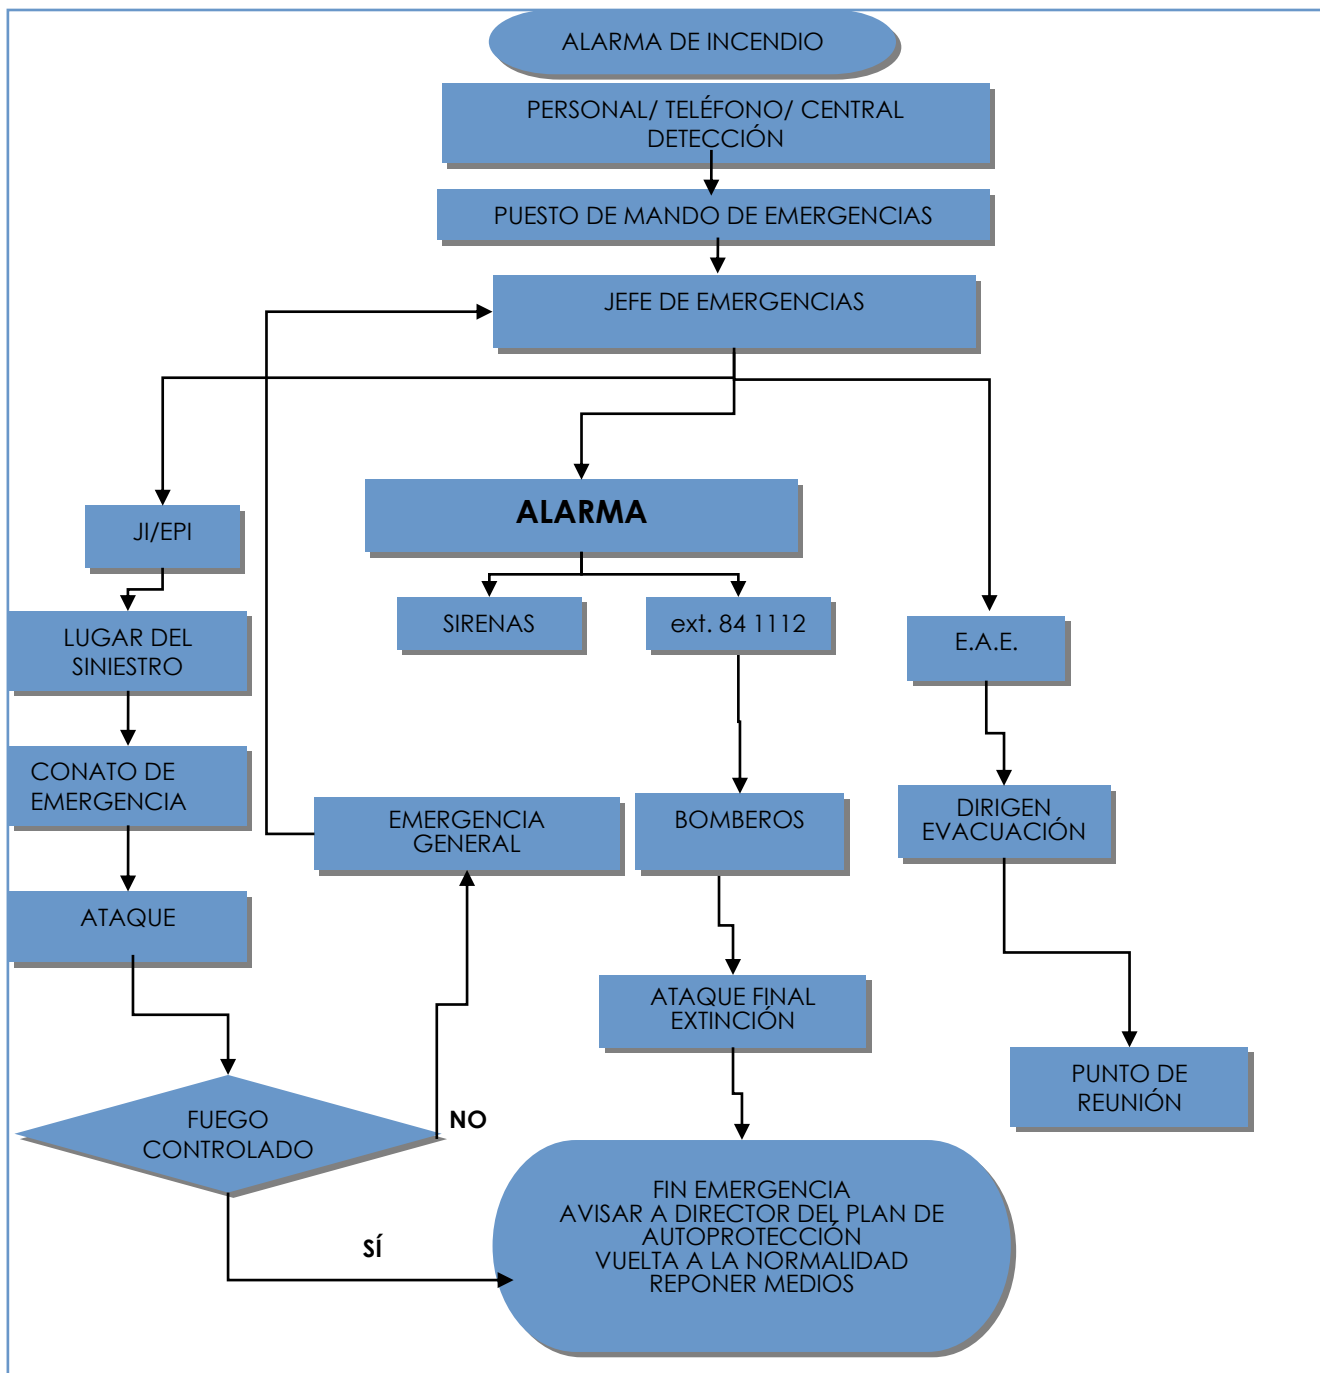 ALARMA DE INCENDIO
PERSONAL/ TELÉFONO/ CENTRAL
DETECCIÓN
PUESTO DE MANDO DE EMERGENCIAS
JEFE DE EMERGENCIAS
ALARMA
JI/EPI
SIRENAS
ext. 84 1112
E.A.E.
LUGAR DEL
SINIESTRO
CONATO DE
EMERGENCIA
EMERGENCIA
GENERAL
BOMBEROS
DIRIGEN
EVACUACIÓN
ATAQUE
ATAQUE FINAL
EXTINCIÓN
PUNTO DE
REUNIÓN
FUEGO
CONTROLADO
NO
SÍ
FIN EMERGENCIA
AVISAR A DIRECTOR DEL PLAN DE
AUTOPROTECCIÓN
VUELTA A LA NORMALIDAD
REPONER MEDIOS